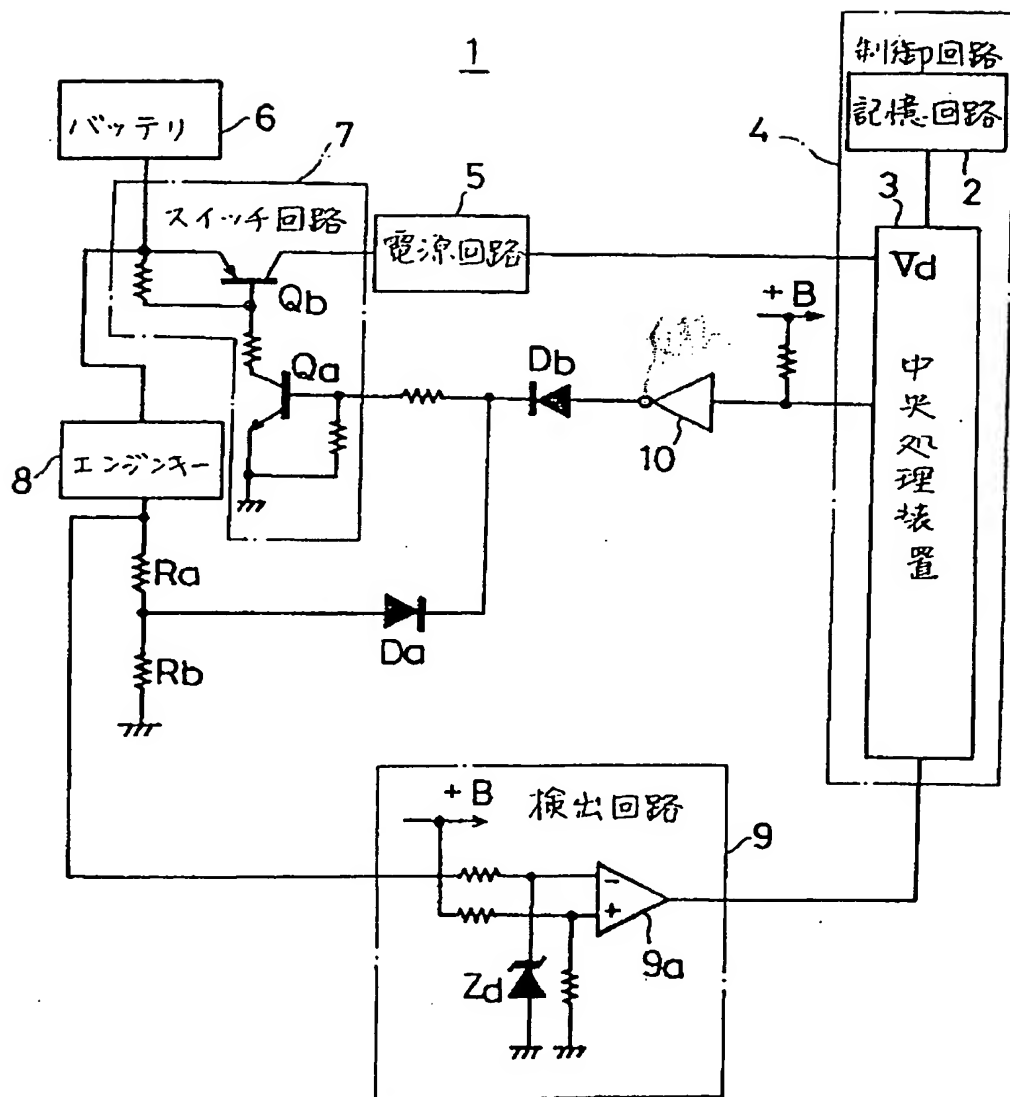 1
制御回路
記憶回路
バッテリ
6
7
4
2
3
スイッチ回路
5
電源回路
Vd
+B
Qb
Qa
Db
10
中央処理装置
8
エンジンキー
Ra
Da
Rb
+B
検出回路
9
-
+
9a
Zd